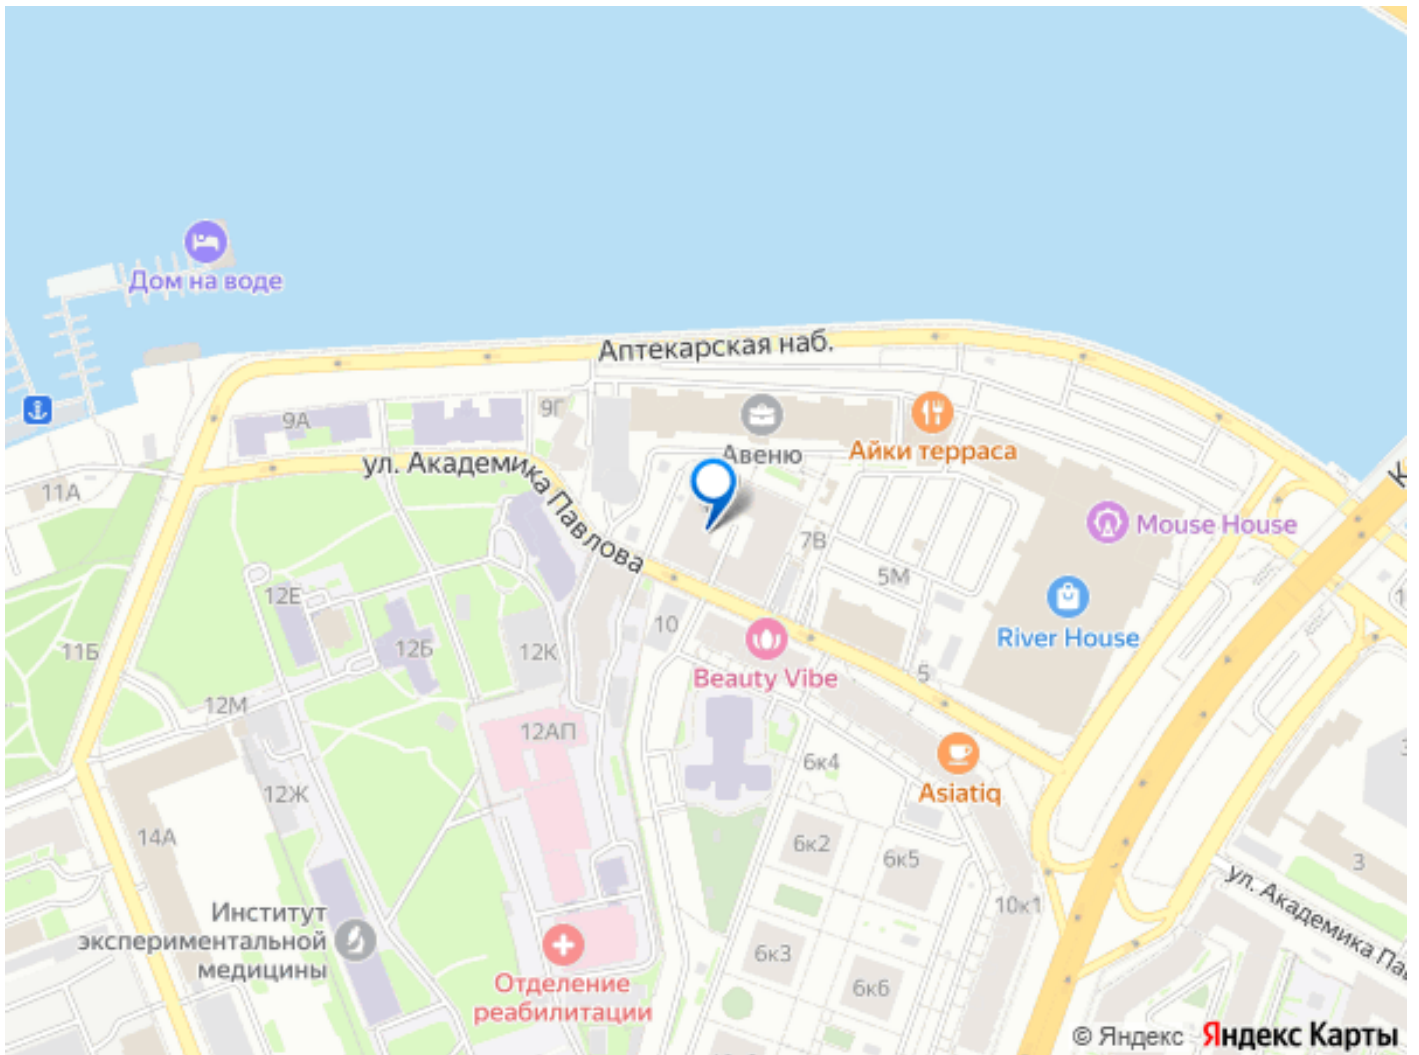 Дом на воде
Аптекарская наб.
9А
9Г
Авеню
Айки терраса
ул. Академика Павлова
11А
Mouse House
7В
5М
12Е
River House
10
11Б
12Б
12К
Beauty Vibe
5
12М
12АП
6к4
Asiatiq
12Ж
14А
6к2
6к5
3
ул. Академика Па
10к1
Институт
экспериментальной
медицины
6к3
Отделение
реабилитации
6к6
© Яндекс Яндекс Карты